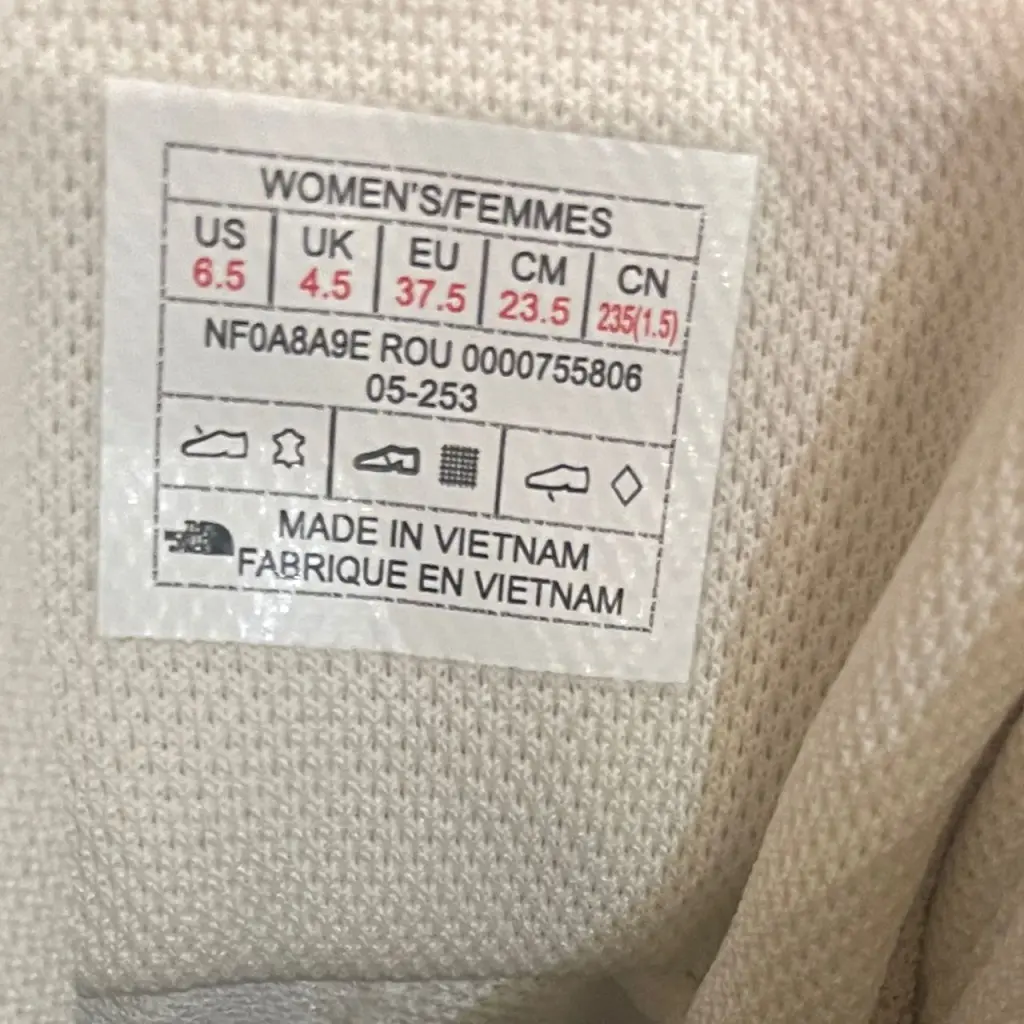 WOMEN'S/FEMMES
US UK EU CM CN
6.5 4.5 37.5 23.5 235(1.5)
NF0A8A9E ROU 0000755806
05-253
MADE IN VIETNAM
FABRIQUE EN VIETNAM